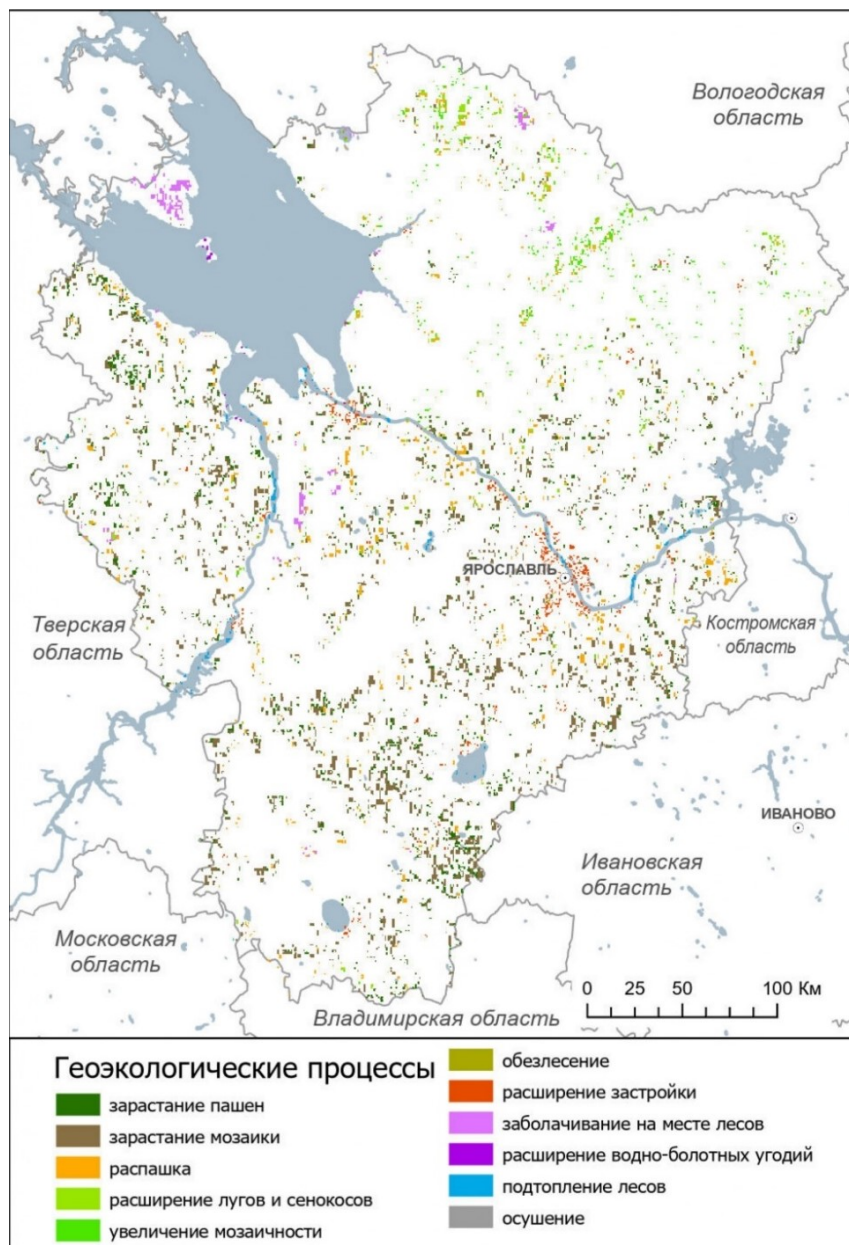 Вологодская
область
ЯРОСЛАВЛЬ
Тверская
область
Костромская
область
ИВАНОВО
Ивановская
область
Московская
область
0 25 50 100 Км
Владимирская область
Геоэкологические процессы
зарастание пашен
зарастание мозаики
распашка
расширение лугов и сенокосов
увеличение мозаичности
обезлесение
расширение застройки
заболачивание на месте лесов
расширение водно-болотных угодий
подтопление лесов
осушение